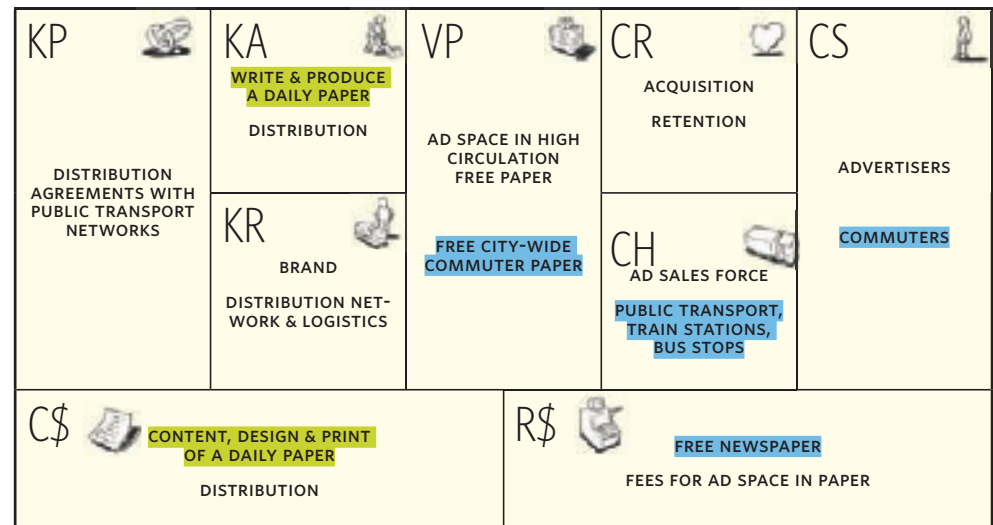 KP
DISTRIBUTION
AGREEMENTS WITH
PUBLIC TRANSPORT
NETWORKS
KA
WRITE & PRODUCE
A DAILY PAPER
DISTRIBUTION
KR
BRAND
DISTRIBUTION NET-
WORK & LOGISTICS
VP
AD SPACE IN HIGH
CIRCULATION
FREE PAPER
FREE CITY-WIDE
COMMUTER PAPER
CR
ACQUISITION
RETENTION
CH
AD SALES FORCE
PUBLIC TRANSPORT,
TRAIN STATIONS,
BUS STOPS
CS
ADVERTISERS
COMMUTERS
C$
CONTENT, DESIGN & PRINT
OF A DAILY PAPER
DISTRIBUTION
R$
FREE NEWSPAPER
FEES FOR AD SPACE IN PAPER